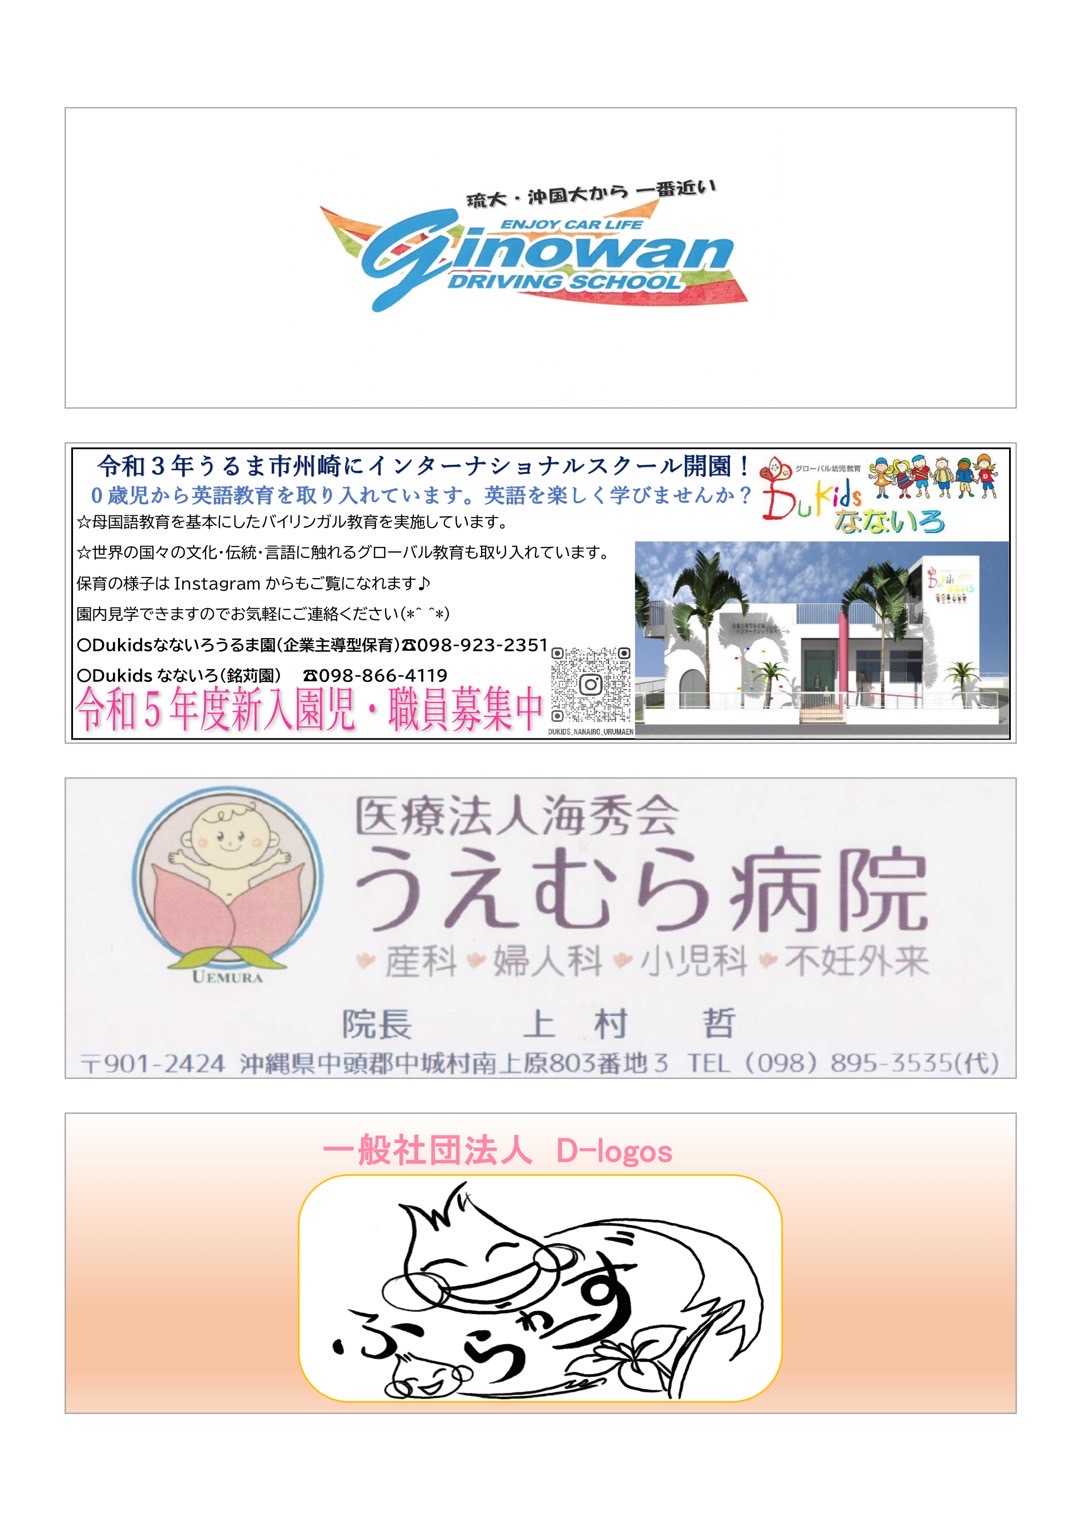 琉大・沖国大から 一番近い
ENJOY CAR LIFE
Ginowan
DRIVING SCHOOL
令和３年うるま市州崎にインターナショナルスクール開園！
０歳児から英語教育を取り入れています。英語を楽しく学びませんか？
☆母国語教育を基本にしたバイリンガル教育を実施しています。
☆世界の国々の文化・伝統・言語に触れるグローバル教育も取り入れています。
保育の様子は Instagram からもご覧になれます♪
園内見学できますのでお気軽にご連絡ください(*^ ^*)
〇Dukidsなないろうるま園(企業主導型保育)☎098-923-2351
〇Dukids なないろ(銘苅園) ☎098-866-4119
令和５年度新入園児・職員募集中
DUKIDS_NANAIRO_URUMAEN
グローバル幼児教育
DuKids
なないろ
医療法人海秀会
うえむら病院
産科 婦人科 小児科 不妊外来
UEMURA
院長 上 村 哲
〒901-2424 沖縄県中頭郡中城村南上原803番地３ TEL（098）895-3535(代)
一般社団法人 D-logos
ふらわーず